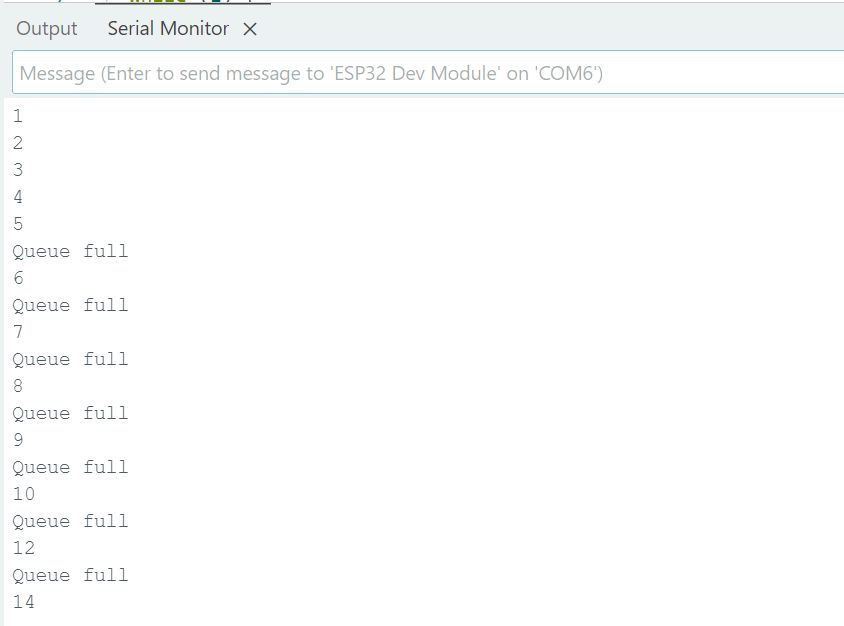 Output Serial Monitor
Message (Enter to send message to 'ESP32 Dev Module' on 'COM6')
1
2
3
4
5
Queue full
6
Queue full
7
Queue full
8
Queue full
9
Queue full
10
Queue full
12
Queue full
14